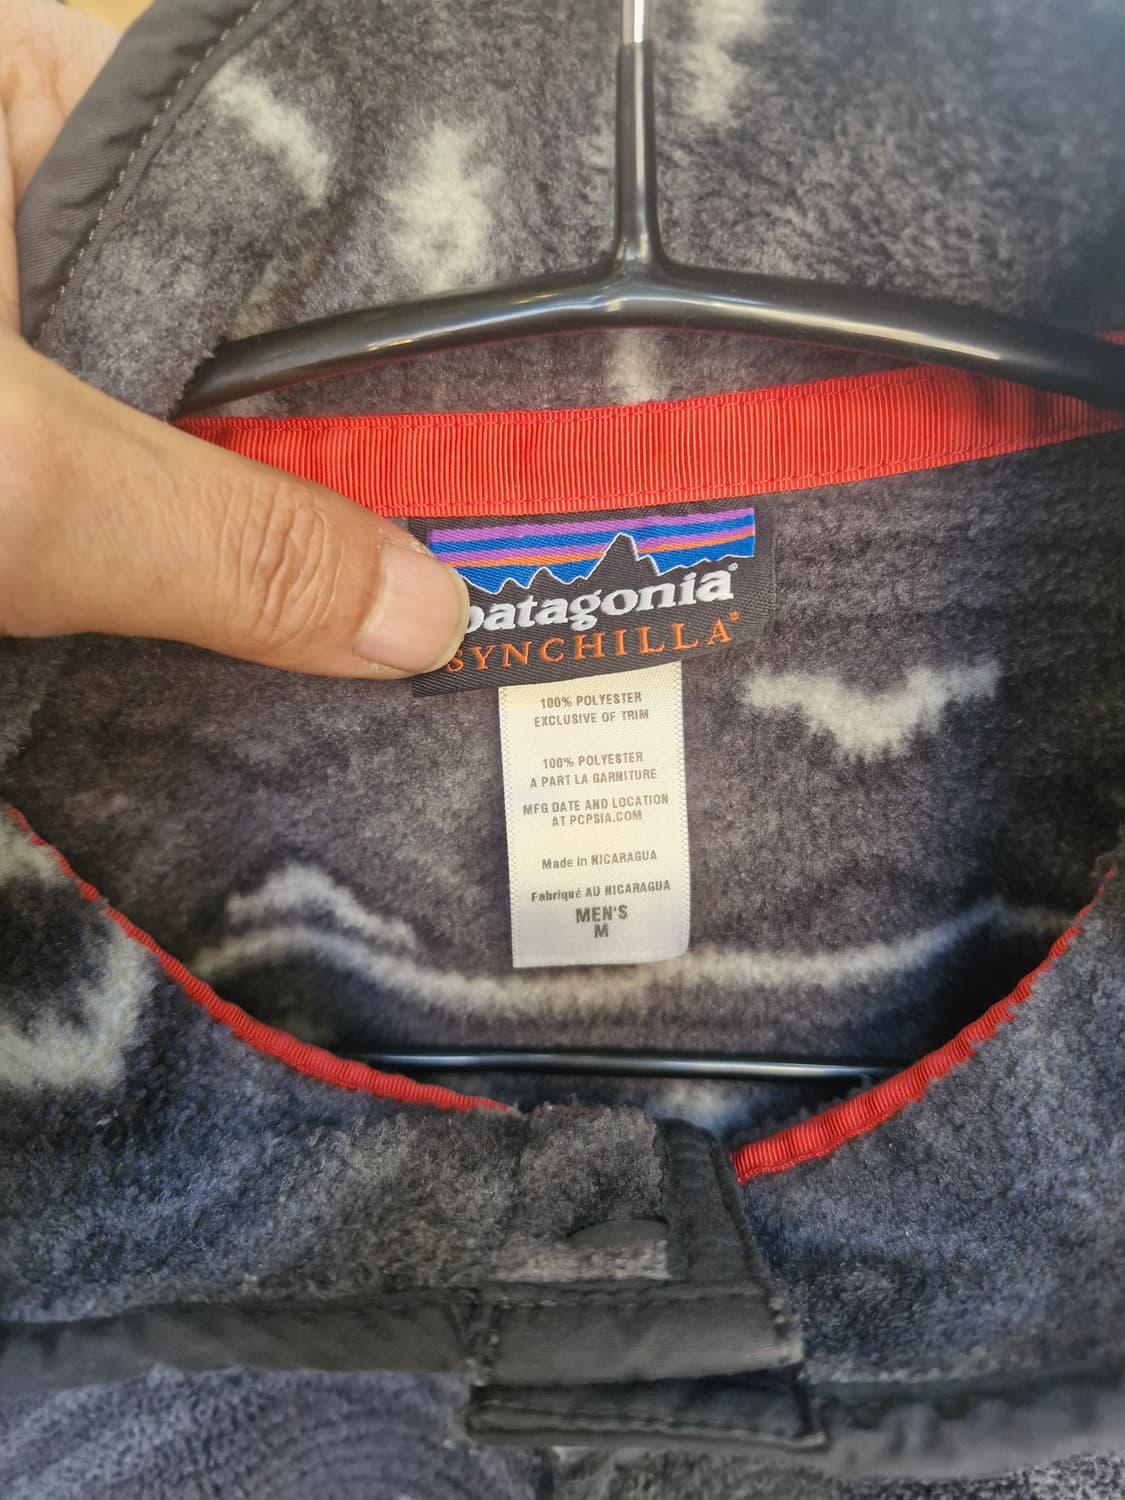 patagonia®
SYNCHILLA®
100% POLYESTER
EXCLUSIVE OF TRIM
100% POLYESTER
A PART LA GARNITURE
MFG DATE AND LOCATION
AT PCPSIA.COM
Made in NICARAGUA
Fabriqué AU NICARAGUA
MEN'S
M